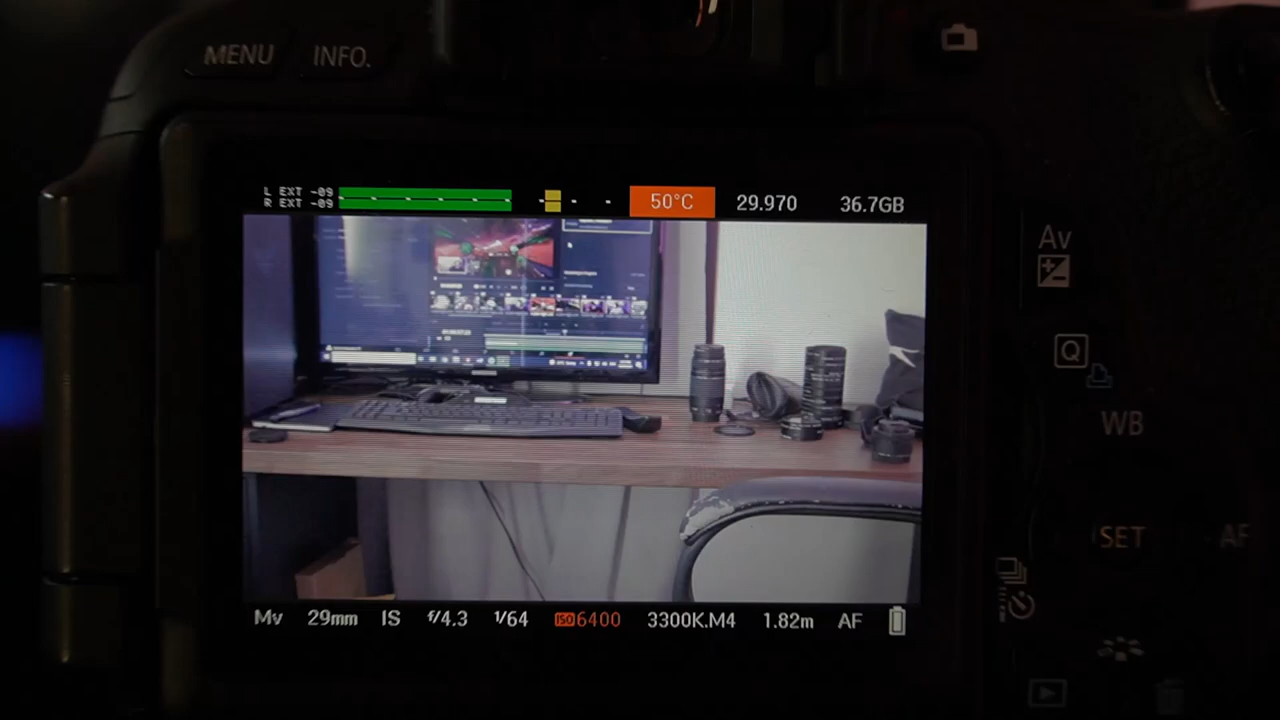 MENU INFO.
L EXT -09
R EXT -09
50°C 29.970 36.7GB
Av
Q
WB
SET AF
Mv 29mm IS f/4.3 1/64 ISO6400 3300K.M4 1.82m AF